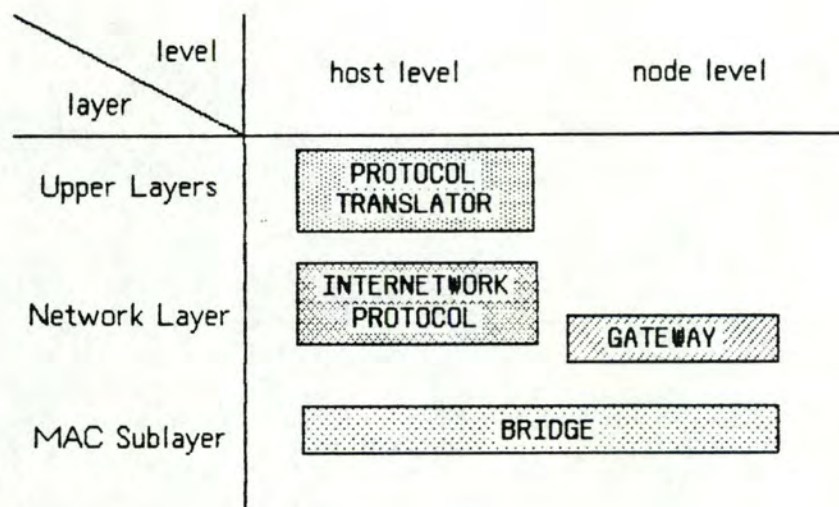 level
host level
node level
layer
Upper Layers
PROTOCOL
TRANSLATOR
Network Layer
INTERNETWORK
PROTOCOL
GATEWAY
MAC Sublayer
BRIDGE